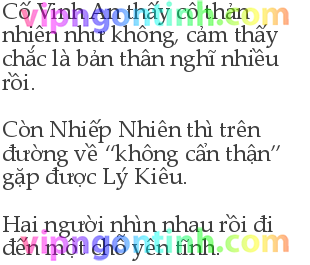 Cố Vinh An thấy cô thản
nhiên như không, cảm thấy
chắc là bản thân nghĩ nhiều
rồi.
Còn Nhiếp Nhiên thì trên
đường về “không cẩn thận”
gặp được Lý Kiêu.
Hai người nhìn nhau rồi đi
đến một chỗ yên tĩnh.
vipngontinh.com
vipngontinh.com